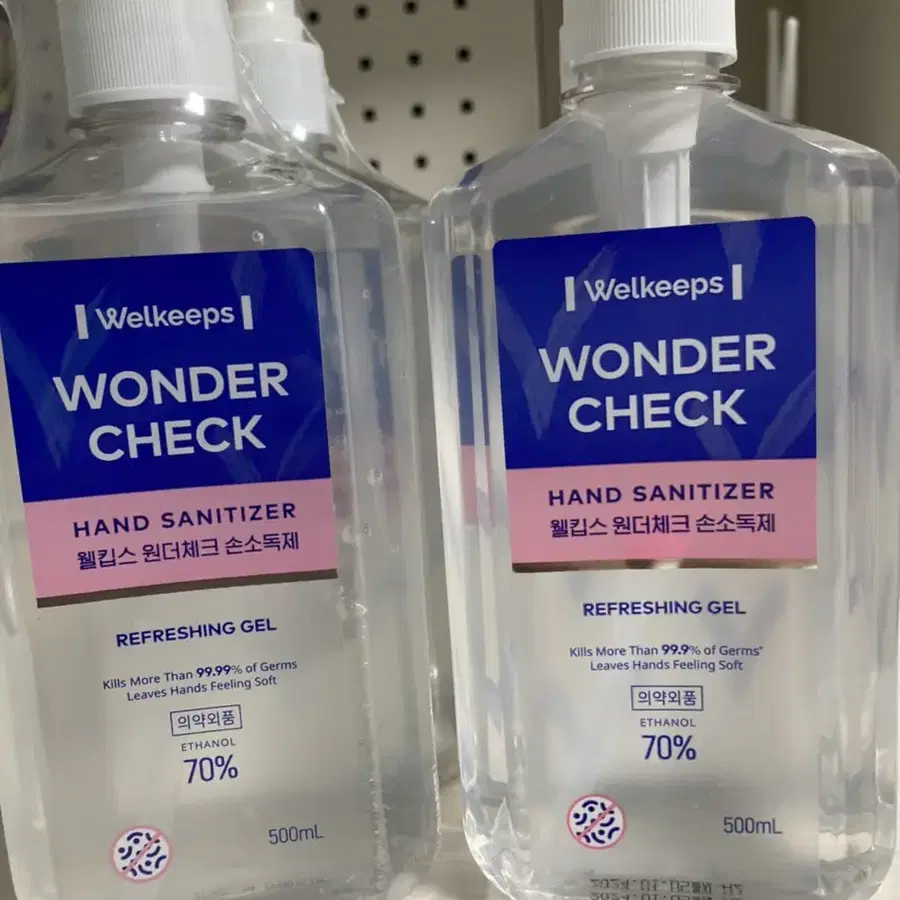 Welkeeps
WONDER
CHECK
HAND SANITIZER
웰킵스 원더체크 손소독제
REFRESHING GEL
Kills More Than 99.99% of Germs
Leaves Hands Feeling Soft
의약외품
ETHANOL
70%
500mL
Welkeeps
WONDER
CHECK
HAND SANITIZER
웰킵스 원더체크 손소독제
REFRESHING GEL
Kills More Than 99.9% of Germs*
Leaves Hands Feeling Soft
의약외품
ETHANOL
70%
500mL